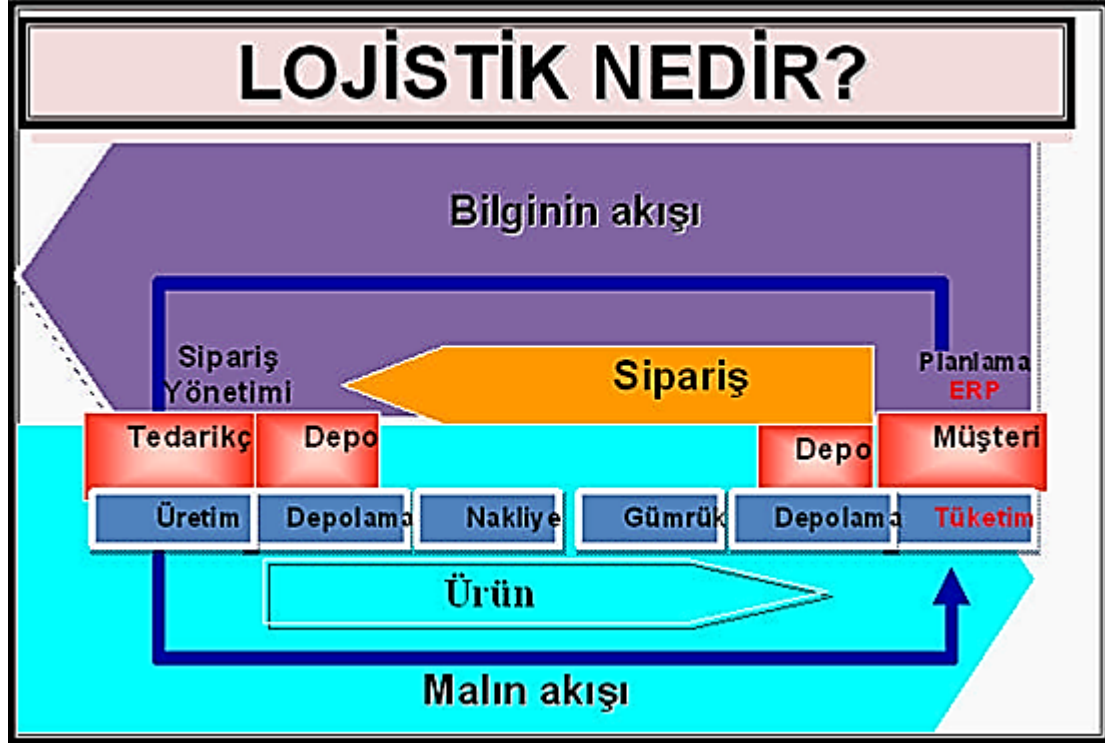 LOJİSTİK NEDİR?
Bilginin akışı
Sipariş
Yönetimi
Sipariş
Planlama
ERP
Tedarikç
Depo
Depo
Müşteri
Üretim
Depolama
Nakliye
Gümrük
Depolama
Tüketim
Ürün
Malın akışı